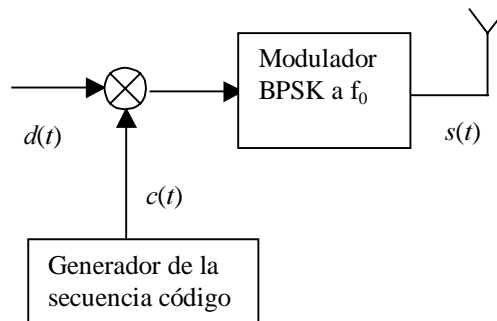 Modulador
BPSK a f₀
d(t)
s(t)
c(t)
Generador de la
secuencia código